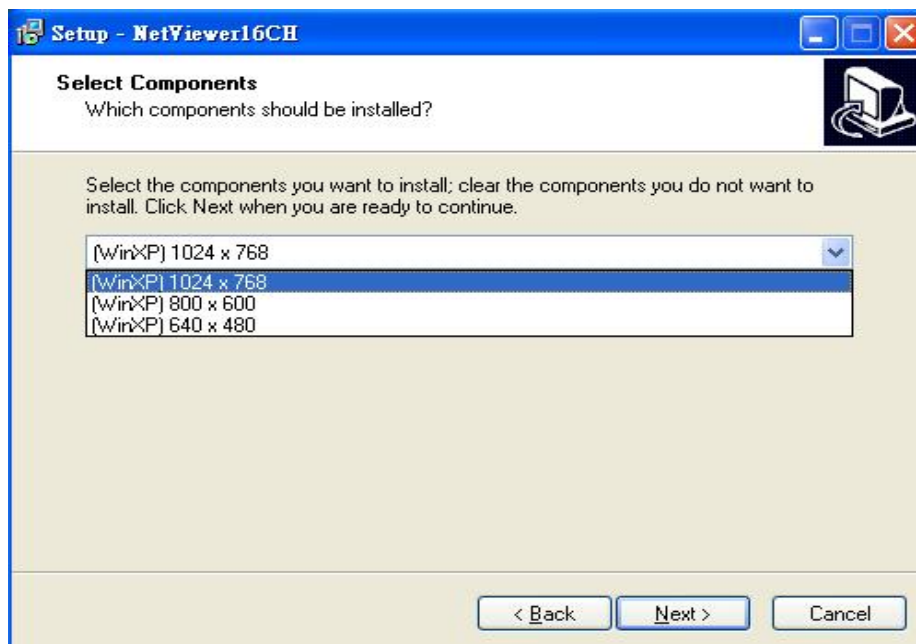 Setup - NetViewer16CH
Select Components
Which components should be installed?
Select the components you want to install; clear the components you do not want to
install. Click Next when you are ready to continue.
(WinXP) 1024 x 768
(WinXP) 1024 x 768
(WinXP) 800 x 600
(WinXP) 640 x 480
< Back
Next >
Cancel